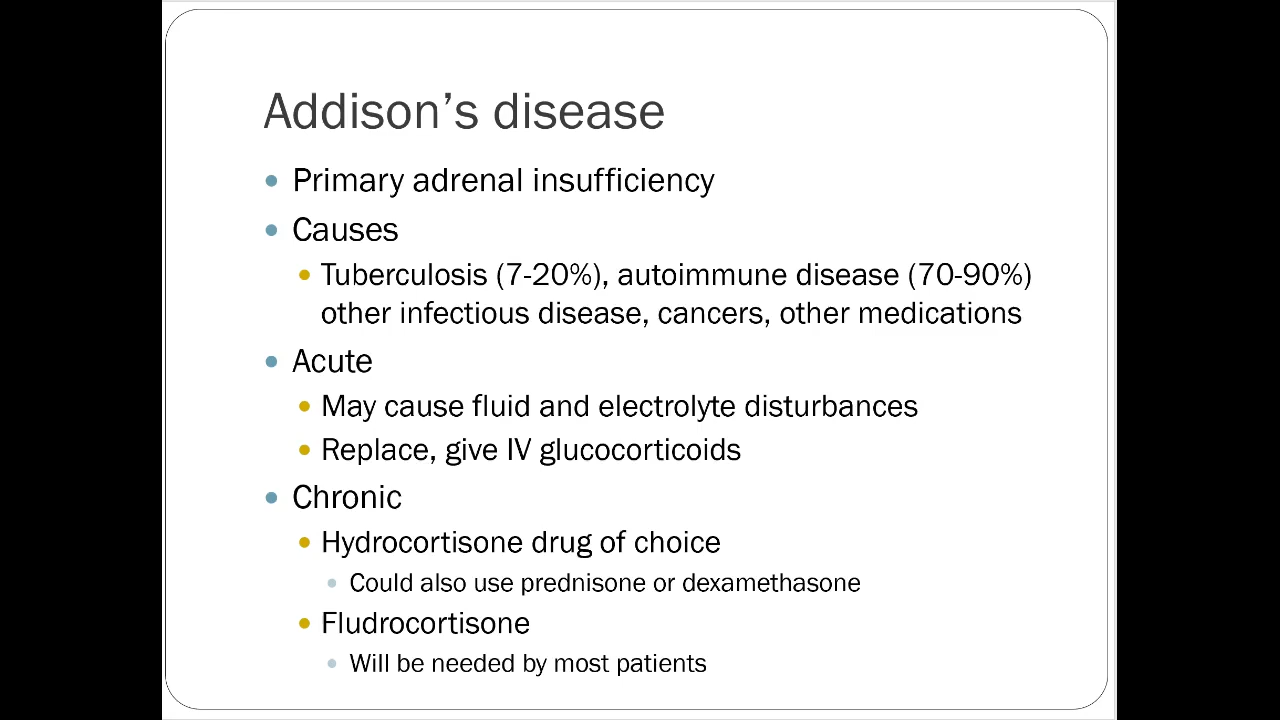 Addison’s disease
• Primary adrenal insufficiency
• Causes
• Tuberculosis (7-20%), autoimmune disease (70-90%)
other infectious disease, cancers, other medications
• Acute
• May cause fluid and electrolyte disturbances
• Replace, give IV glucocorticoids
• Chronic
• Hydrocortisone drug of choice
• Could also use prednisone or dexamethasone
• Fludrocortisone
• Will be needed by most patients